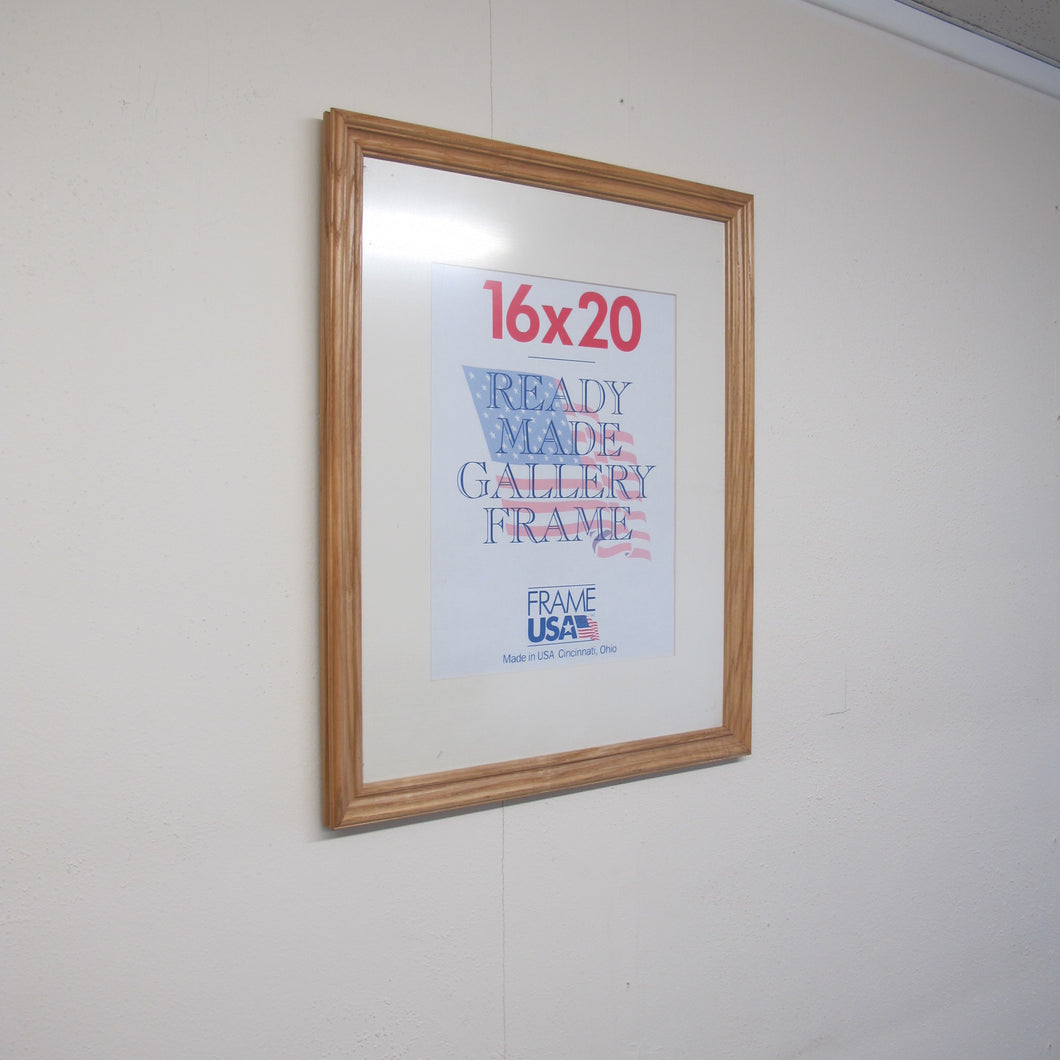 16x20
READY
MADE
GALLERY
FRAME
FRAME
USA
Made in USA Cincinnati, Ohio